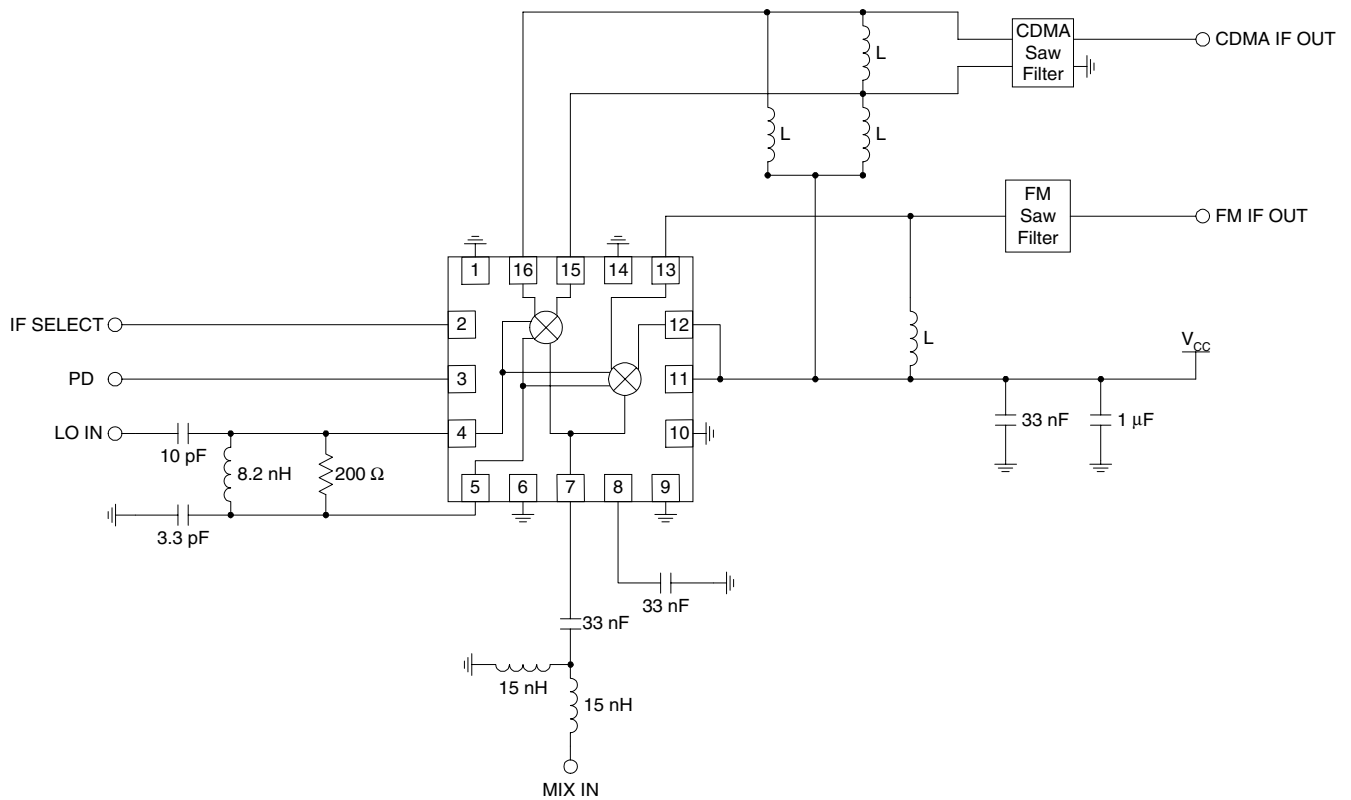 CDMA
Saw
Filter
CDMA IF OUT
L
L
L
FM
Saw
Filter
FM IF OUT
1
16
15
14
13
IF SELECT
2
12
L
V_CC
PD
3
11
LO IN
4
10
33 nF
1 µF
10 pF
8.2 nH
200 Ω
5
6
7
8
9
3.3 pF
33 nF
33 nF
15 nH
15 nH
MIX IN